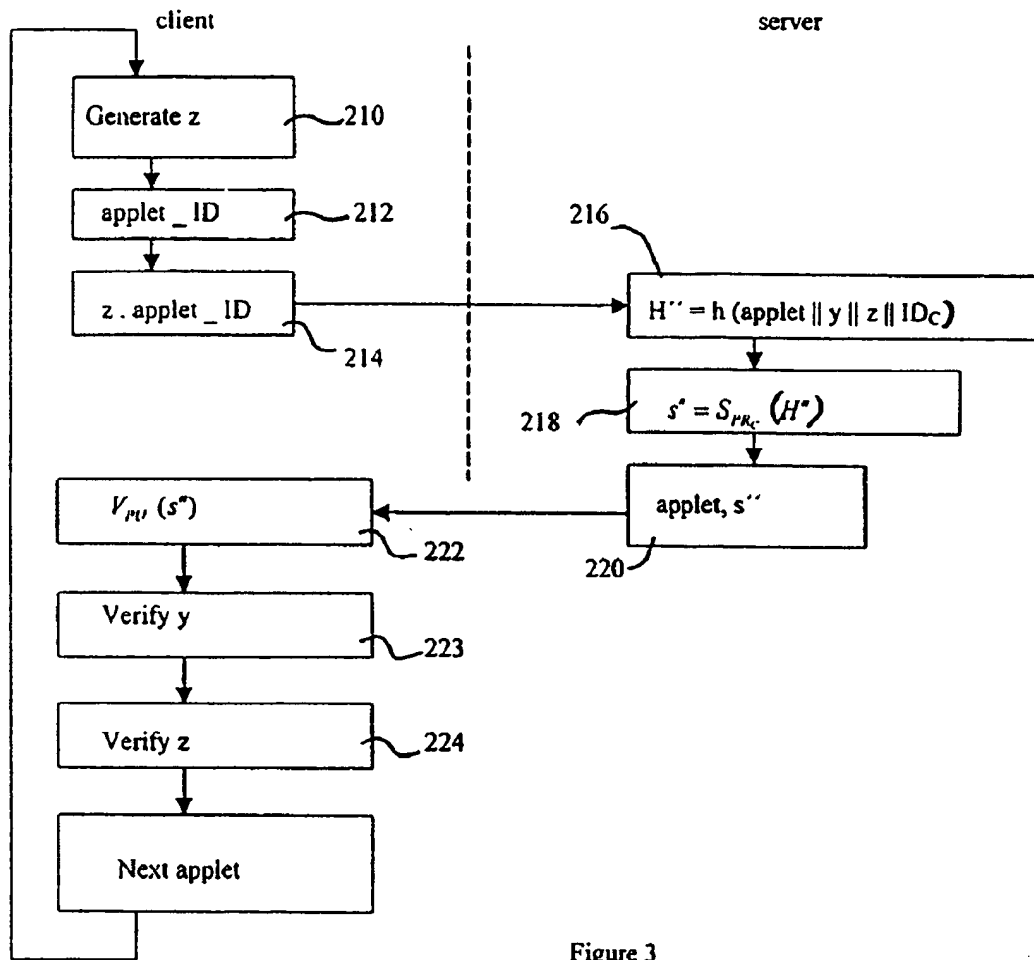 client
server
Generate z
210
applet _ ID
212
z . applet _ ID
214
216
H´´ = h (applet || y || z || IDC)
218
s" = SPRC (H")
applet, s´´
220
(s")
222
Verify y
223
Verify z
224
Next applet
Figure 3